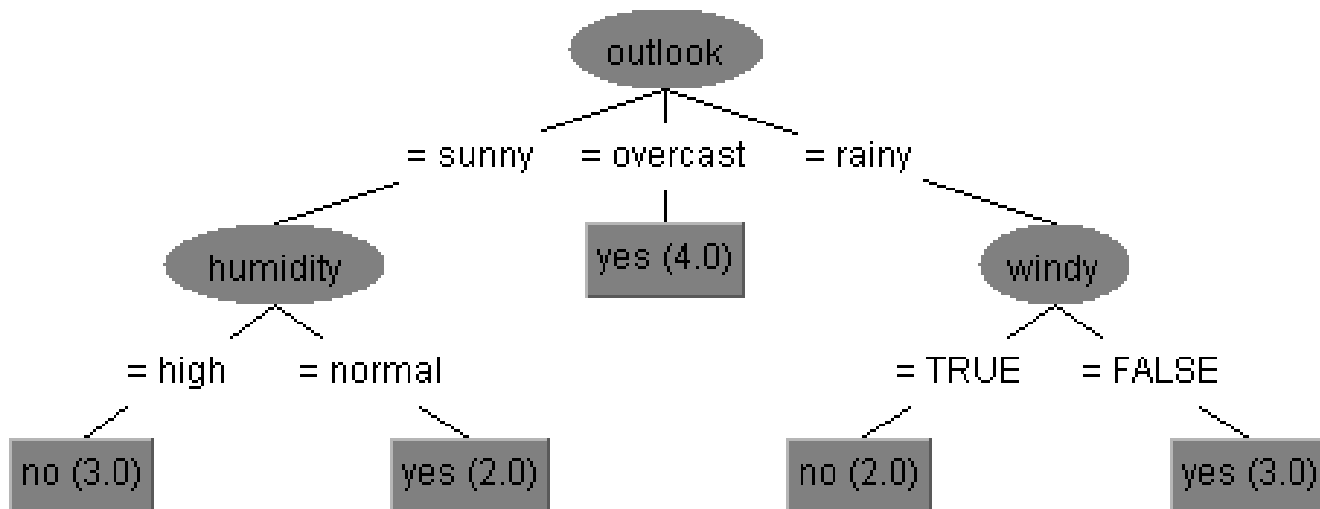 outlook
= sunny = overcast = rainy
humidity yes (4.0) windy
= high = normal = TRUE = FALSE
no (3.0) yes (2.0) no (2.0) yes (3.0)